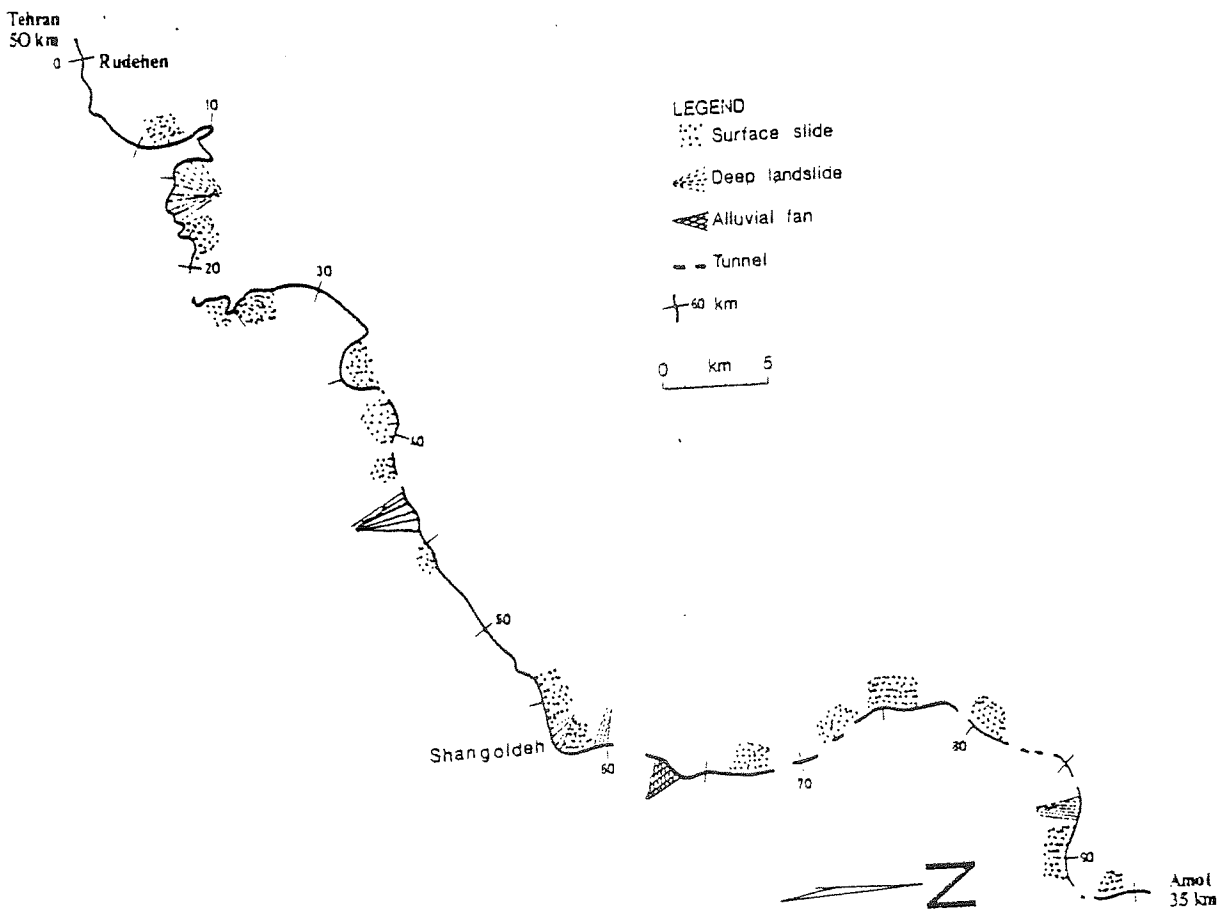 Tehran
50 km
0 Rudehen
10
20
30
40
50
Shangoldeh
60
70
80
90
Amol
35 km
LEGEND
Surface slide
Deep landslide
Alluvial fan
Tunnel
60 km
0 km 5
N